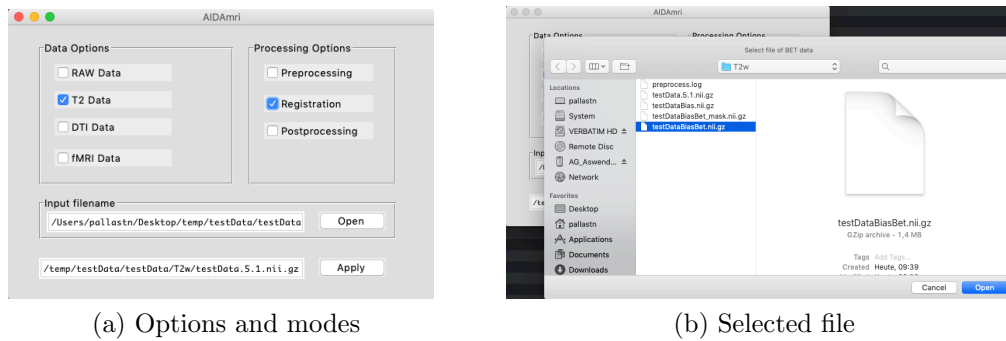 AIDAmri
Data Options
RAW Data
T2 Data
DTI Data
fMRI Data
Processing Options
Preprocessing
Registration
Postprocessing
Input filename
/Users/pallastn/Desktop/temp/testData/testData
Open
/temp/testData/testData/T2w/testData.5.1.nii.gz
Apply
(a) Options and modes
AIDAmri
Data Options
Processing Options
Select file of BET data
T2w
Locations
pallastn
System
VERBATIM HD
Remote Disc
AG_Aswend...
Network
Favorites
Desktop
pallastn
Applications
Documents
Downloads
preprocess.log
testData.5.1.nii.gz
testDataBias.nii.gz
testDataBiasBet_mask.nii.gz
testDataBiasBet.nii.gz
testDataBiasBet.nii.gz
GZip archive - 1,4 MB
Tags Add Tags...
Created Heute, 09:39
Cancel
Open
(b) Selected file